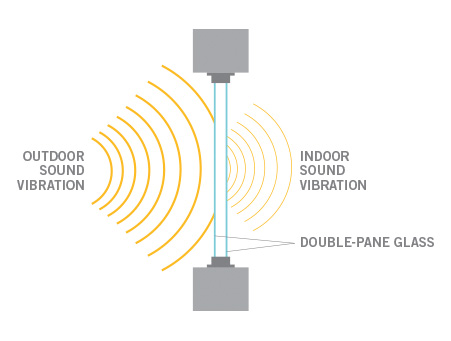 OUTDOOR
SOUND
VIBRATION
INDOOR
SOUND
VIBRATION
DOUBLE-PANE GLASS